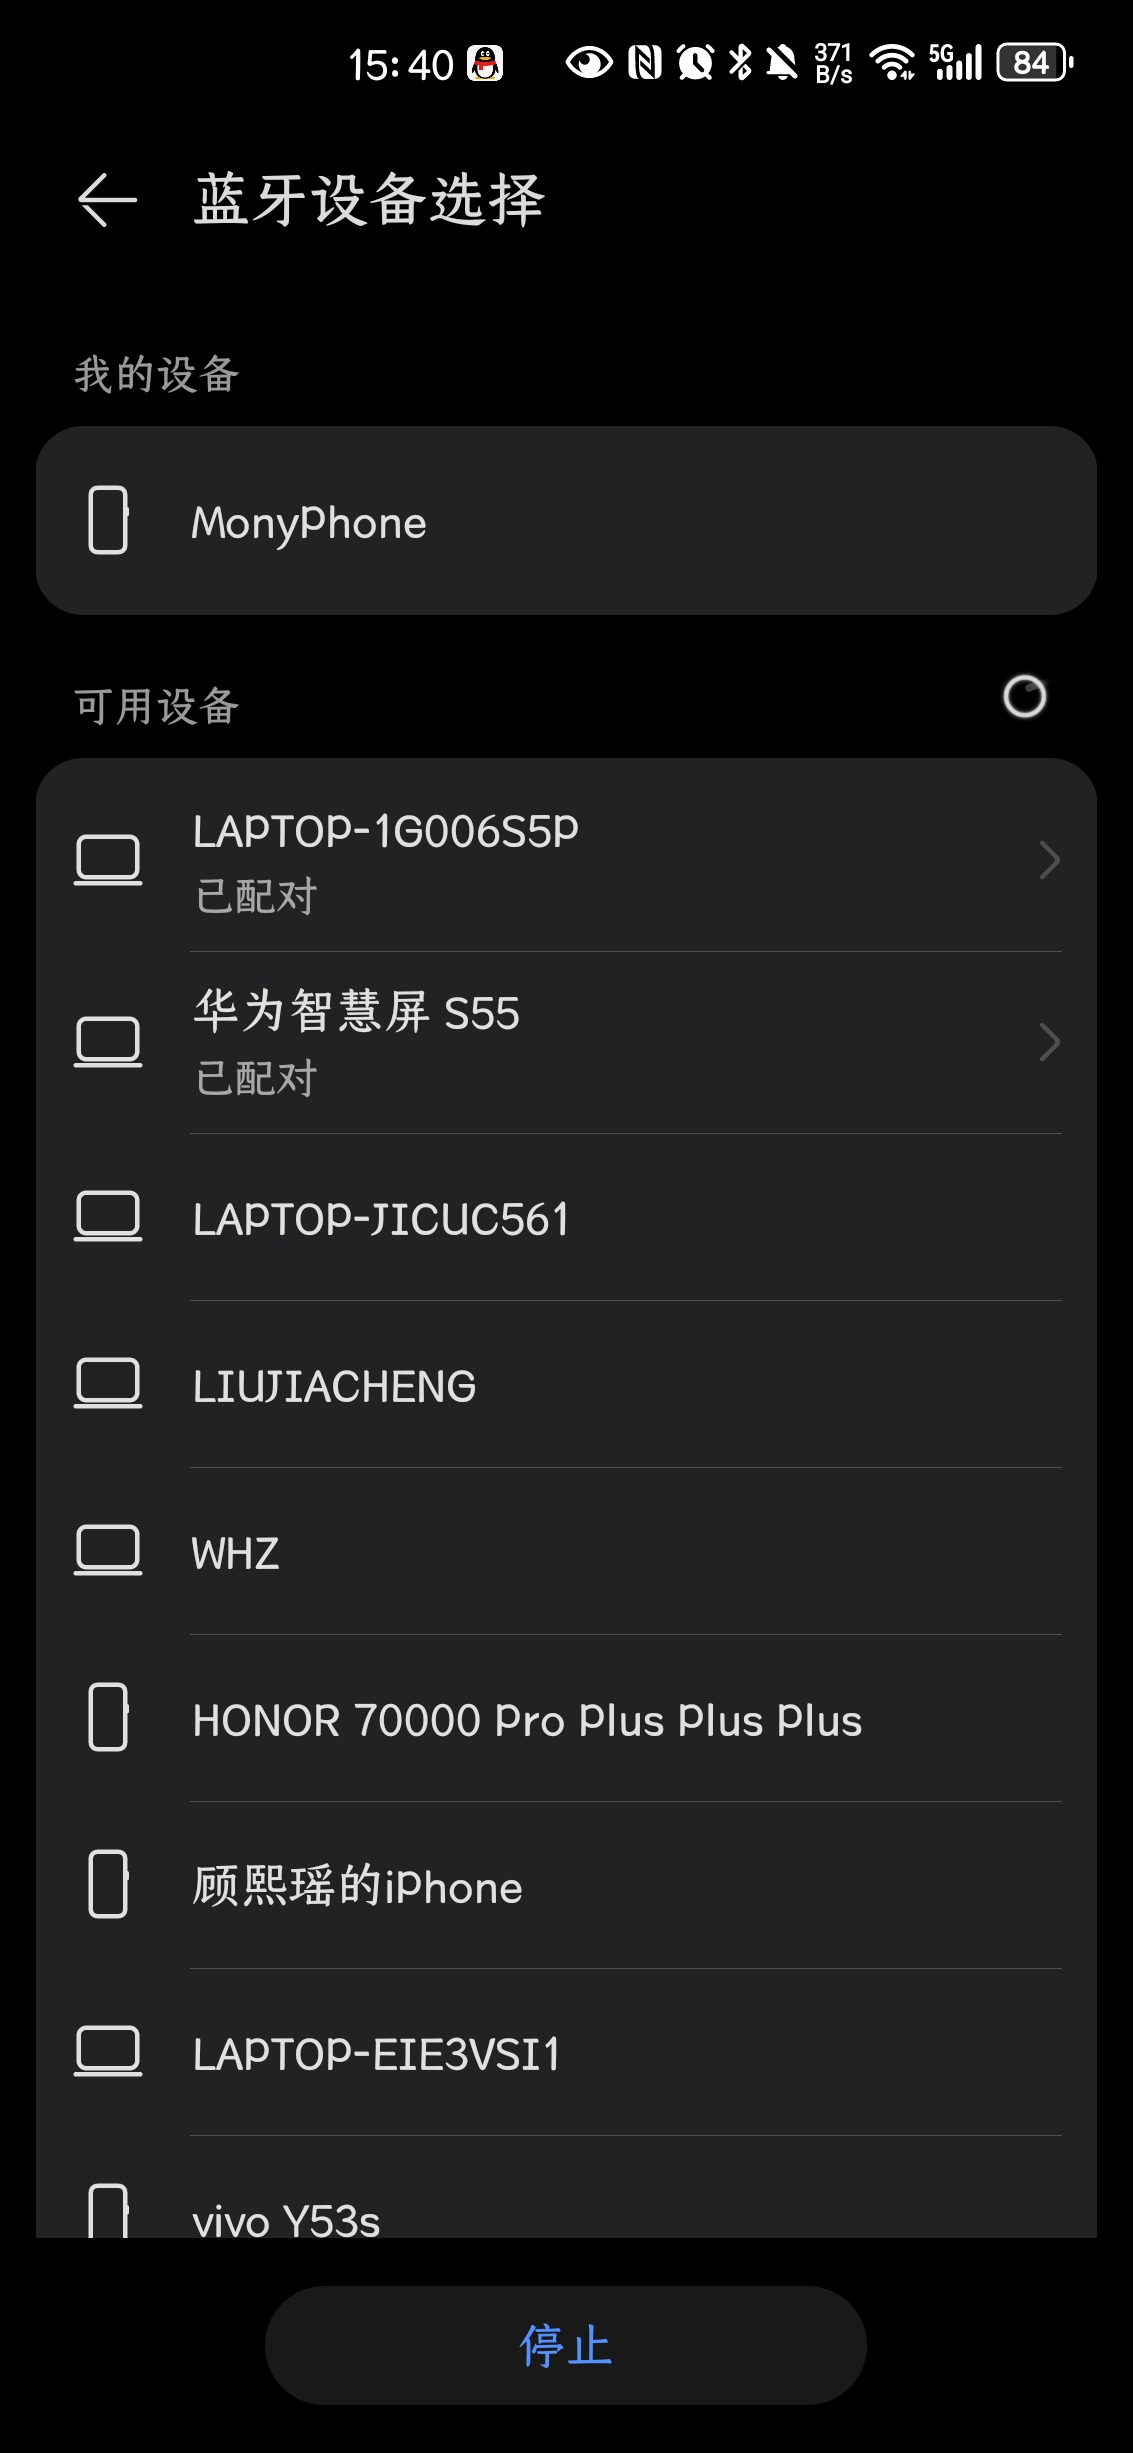 15:40
371 B/s
5G
84
蓝牙设备选择
我的设备
MonyPhone
可用设备
LAPTOP-1G006S5P
已配对
华为智慧屏 S55
已配对
LAPTOP-JICUC561
LIUJIACHENG
WHZ
HONOR 70000 Pro Plus Plus Plus
顾熙瑶的iPhone
LAPTOP-EIE3VSI1
vivo Y53s
停止